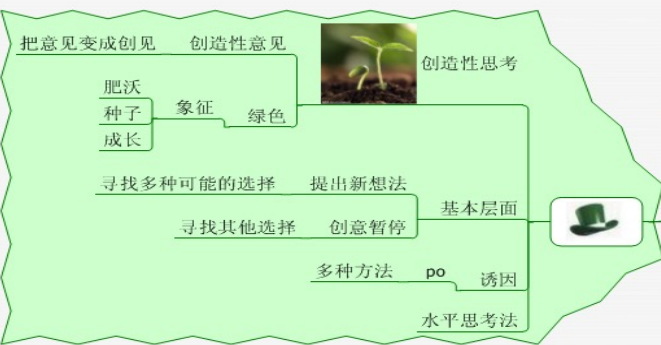 把意见变成创见
创造性意见
创造性思考
肥沃
种子
成长
象征
绿色
寻找多种可能的选择
提出新想法
寻找其他选择
创意暂停
基本层面
多种方法
po
诱因
水平思考法